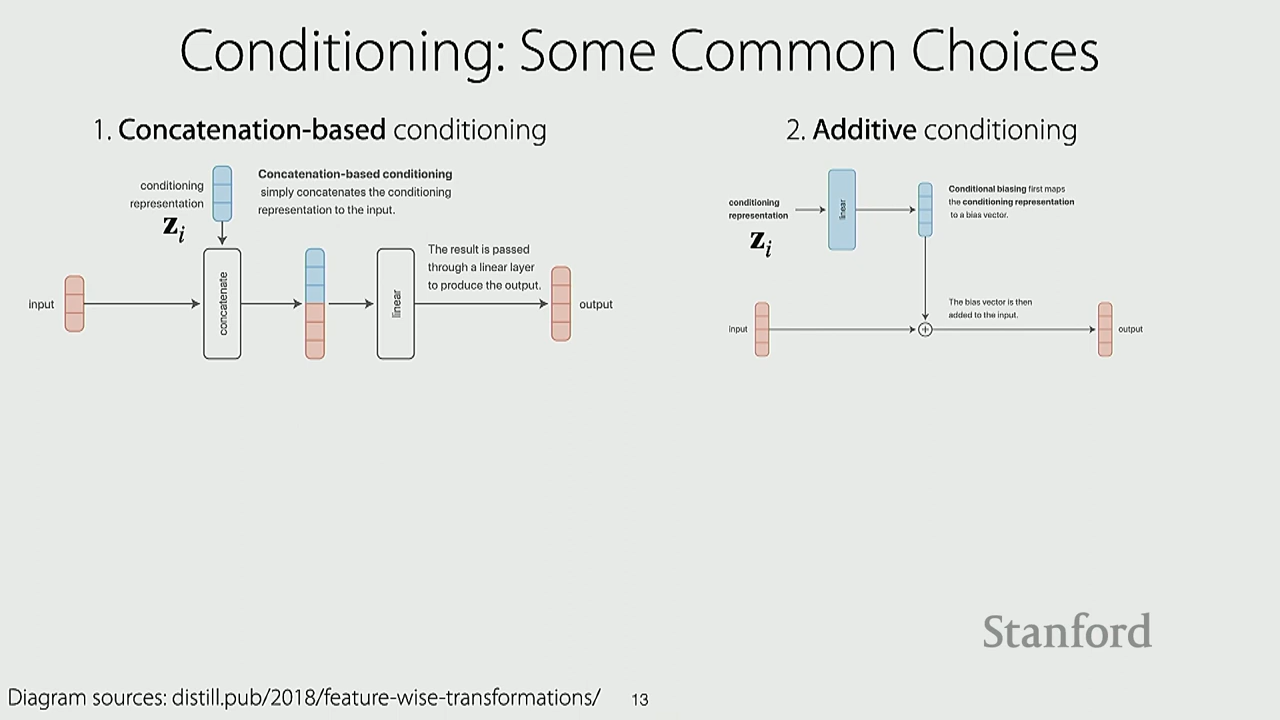 Conditioning: Some Common Choices
1. Concatenation-based conditioning
conditioning
representation
z_i
Concatenation-based conditioning
simply concatenates the conditioning
representation to the input.
input
concatenate
linear
The result is passed
through a linear layer
to produce the output.
output
2. Additive conditioning
conditioning
representation
z_i
linear
Conditional biasing first maps
the conditioning representation
to a bias vector.
The bias vector is then
added to the input.
input
+
output
Stanford
Diagram sources: distill.pub/2018/feature-wise-transformations/
13